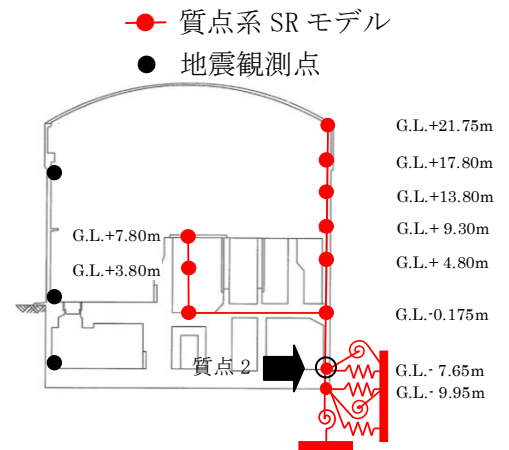 質点系 SR モデル
地震観測点
G.L.+21.75m
G.L.+17.80m
G.L.+13.80m
G.L.+ 9.30m
G.L.+7.80m
G.L.+ 4.80m
G.L.+3.80m
G.L.-0.175m
質点 2
G.L.- 7.65m
G.L.- 9.95m